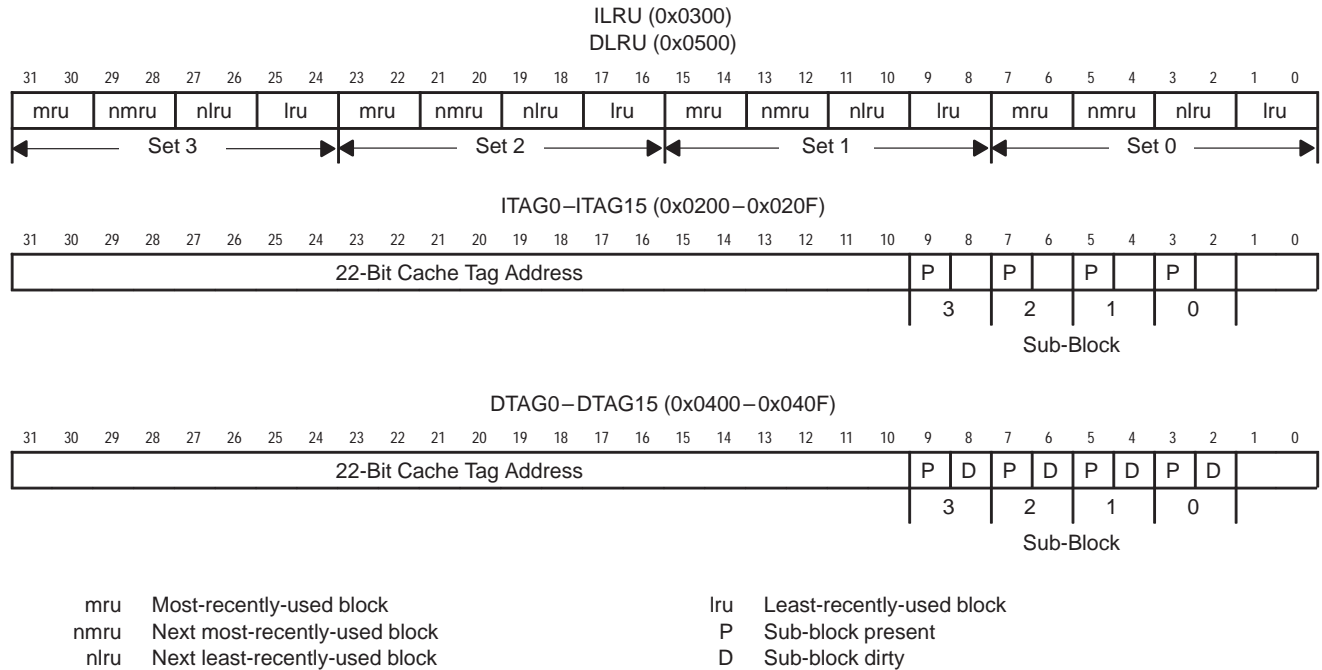 ILRU (0x0300)
DLRU (0x0500)
31 30 29 28 27 26 25 24 23 22 21 20 19 18 17 16 15 14 13 12 11 10 9 8 7 6 5 4 3 2 1 0
mru nmru nlru lru mru nmru nlru lru mru nmru nlru lru mru nmru nlru lru
Set 3 Set 2 Set 1 Set 0
ITAG0–ITAG15 (0x0200–0x020F)
31 30 29 28 27 26 25 24 23 22 21 20 19 18 17 16 15 14 13 12 11 10 9 8 7 6 5 4 3 2 1 0
22-Bit Cache Tag Address P P P P
3 2 1 0
Sub-Block
DTAG0–DTAG15 (0x0400–0x040F)
31 30 29 28 27 26 25 24 23 22 21 20 19 18 17 16 15 14 13 12 11 10 9 8 7 6 5 4 3 2 1 0
22-Bit Cache Tag Address P D P D P D P D
3 2 1 0
Sub-Block
mru Most-recently-used block lru Least-recently-used block
nmru Next most-recently-used block P Sub-block present
nlru Next least-recently-used block D Sub-block dirty